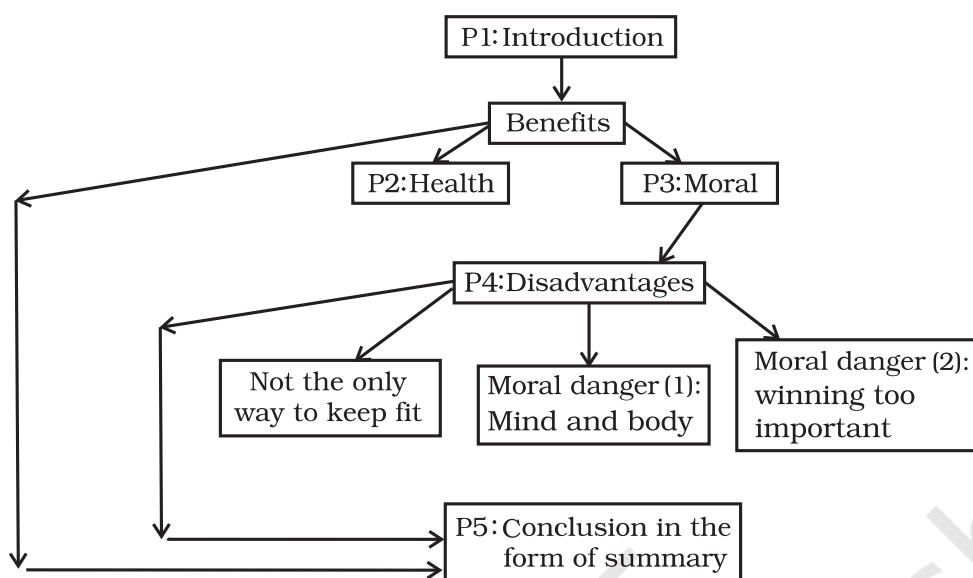 P1:Introduction
Benefits
P2:Health
P3:Moral
P4:Disadvantages
Not the only
way to keep fit
Moral danger (1):
Mind and body
Moral danger (2):
winning too
important
P5:Conclusion in the
form of summary